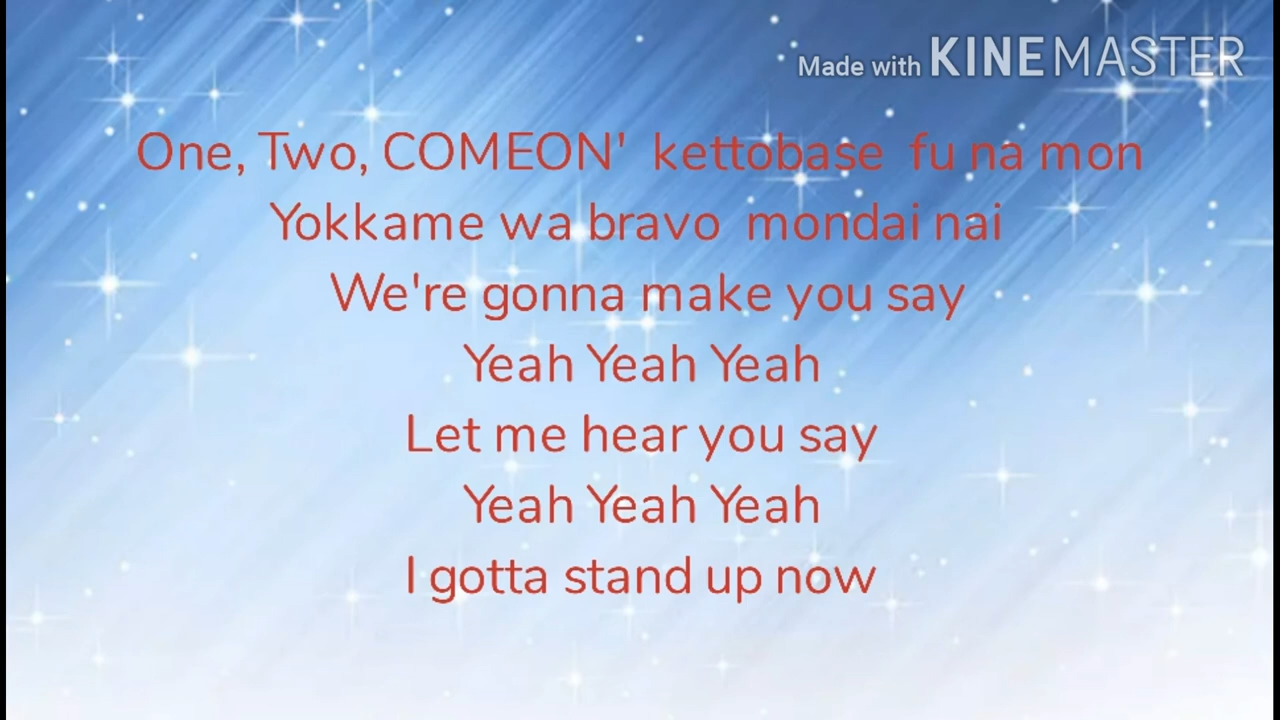 Made with KINEMASTER
One, Two, COMEON' kettobase fu na mon
Yokkame wa bravo mondai nai
We're gonna make you say
Yeah Yeah Yeah
Let me hear you say
Yeah Yeah Yeah
I gotta stand up now